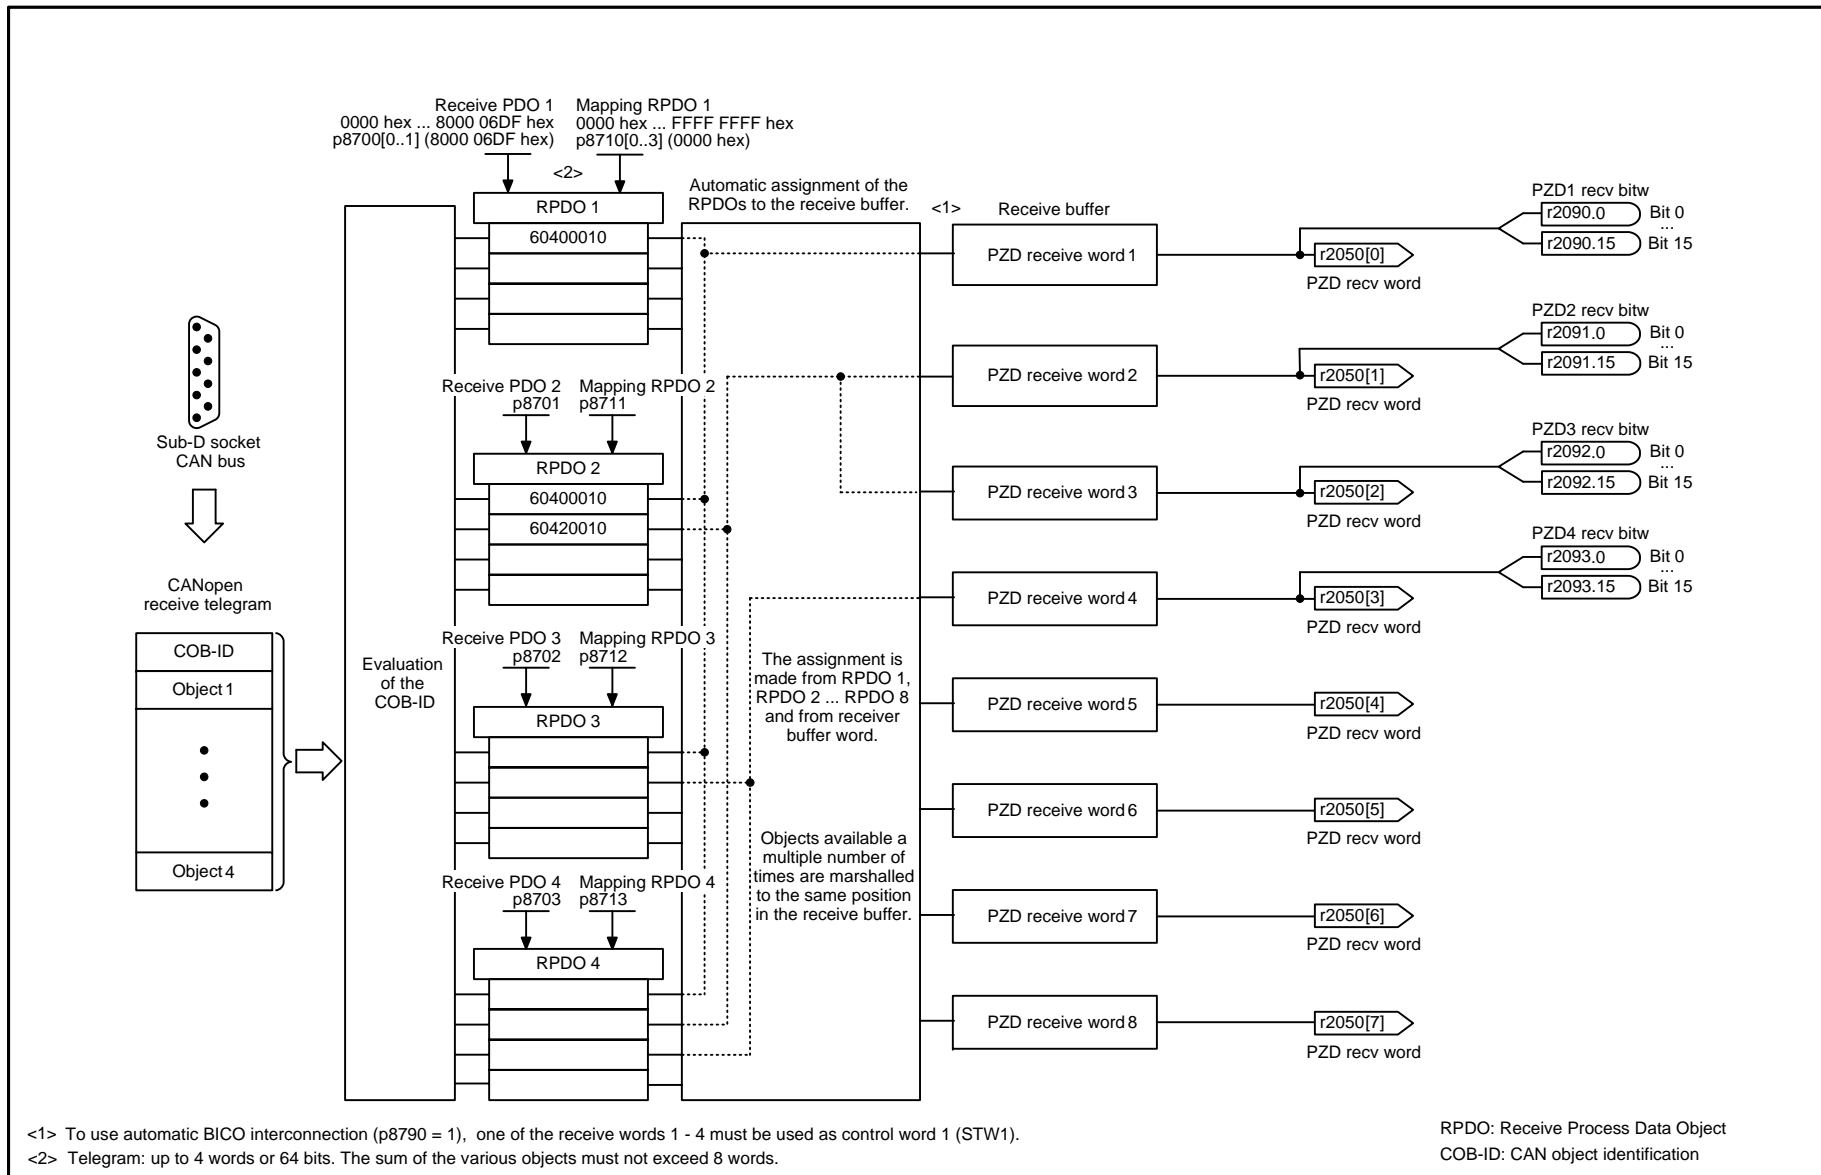 Receive PDO 1
0000 hex ... 8000 06DF hex
p8700[0..1] (8000 06DF hex)
Mapping RPDO 1
0000 hex ... FFFF FFFF hex
p8710[0..3] (0000 hex)
<2>
RPDO 1
60400010
Automatic assignment of the
RPDOs to the receive buffer.
<1>
Receive buffer
PZD receive word 1
r2050[0]
PZD recv word
PZD1 recv bitw
r2090.0
Bit 0
...
r2090.15
Bit 15
Sub-D socket
CAN bus
Receive PDO 2
p8701
Mapping RPDO 2
p8711
RPDO 2
60400010
60420010
PZD receive word 2
r2050[1]
PZD recv word
PZD2 recv bitw
r2091.0
Bit 0
...
r2091.15
Bit 15
PZD receive word 3
r2050[2]
PZD recv word
PZD3 recv bitw
r2092.0
Bit 0
...
r2092.15
Bit 15
PZD receive word 4
r2050[3]
PZD recv word
PZD4 recv bitw
r2093.0
Bit 0
...
r2093.15
Bit 15
CANopen
receive telegram
COB-ID
Object 1
Object 4
Evaluation
of the
COB-ID
Receive PDO 3
p8702
Mapping RPDO 3
p8712
RPDO 3
The assignment is
made from RPDO 1,
RPDO 2 ... RPDO 8
and from receiver
buffer word.
PZD receive word 5
r2050[4]
PZD recv word
PZD receive word 6
r2050[5]
PZD recv word
Objects available a
multiple number of
times are marshalled
to the same position
in the receive buffer.
Receive PDO 4
p8703
Mapping RPDO 4
p8713
RPDO 4
PZD receive word 7
r2050[6]
PZD recv word
PZD receive word 8
r2050[7]
PZD recv word
<1> To use automatic BICO interconnection (p8790 = 1), one of the receive words 1 - 4 must be used as control word 1 (STW1).
<2> Telegram: up to 4 words or 64 bits. The sum of the various objects must not exceed 8 words.
RPDO: Receive Process Data Object
COB-ID: CAN object identification